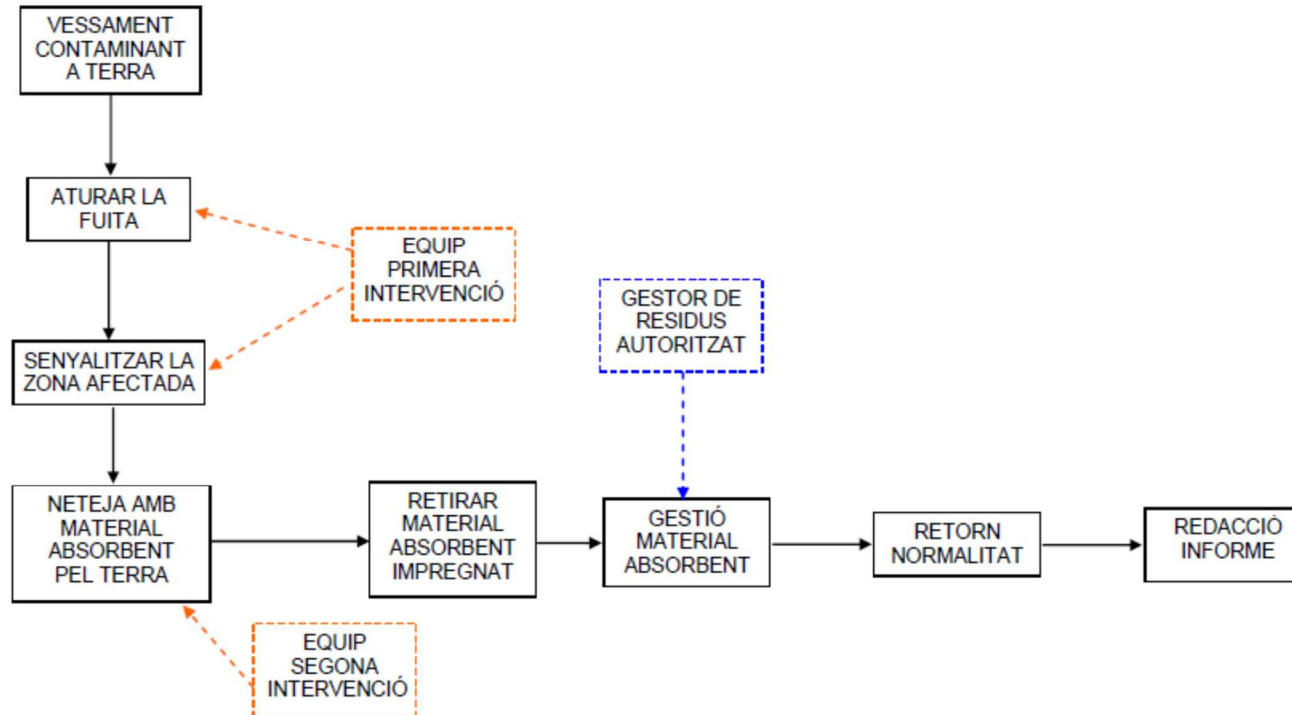 VESSAMENT
CONTAMINANT
A TERRA
ATURAR LA
FUITA
EQUIP
PRIMERA
INTERVENCIÓ
GESTOR DE
RESIDUS
AUTORITZAT
SENYALITZAR LA
ZONA AFECTADA
NETEJA AMB
MATERIAL
ABSORBENT
PEL TERRA
RETIRAR
MATERIAL
ABSORBENT
IMPREGNAT
GESTIÓ
MATERIAL
ABSORBENT
RETORN
NORMALITAT
REDACCIÓ
INFORME
EQUIP
SEGONA
INTERVENCIÓ